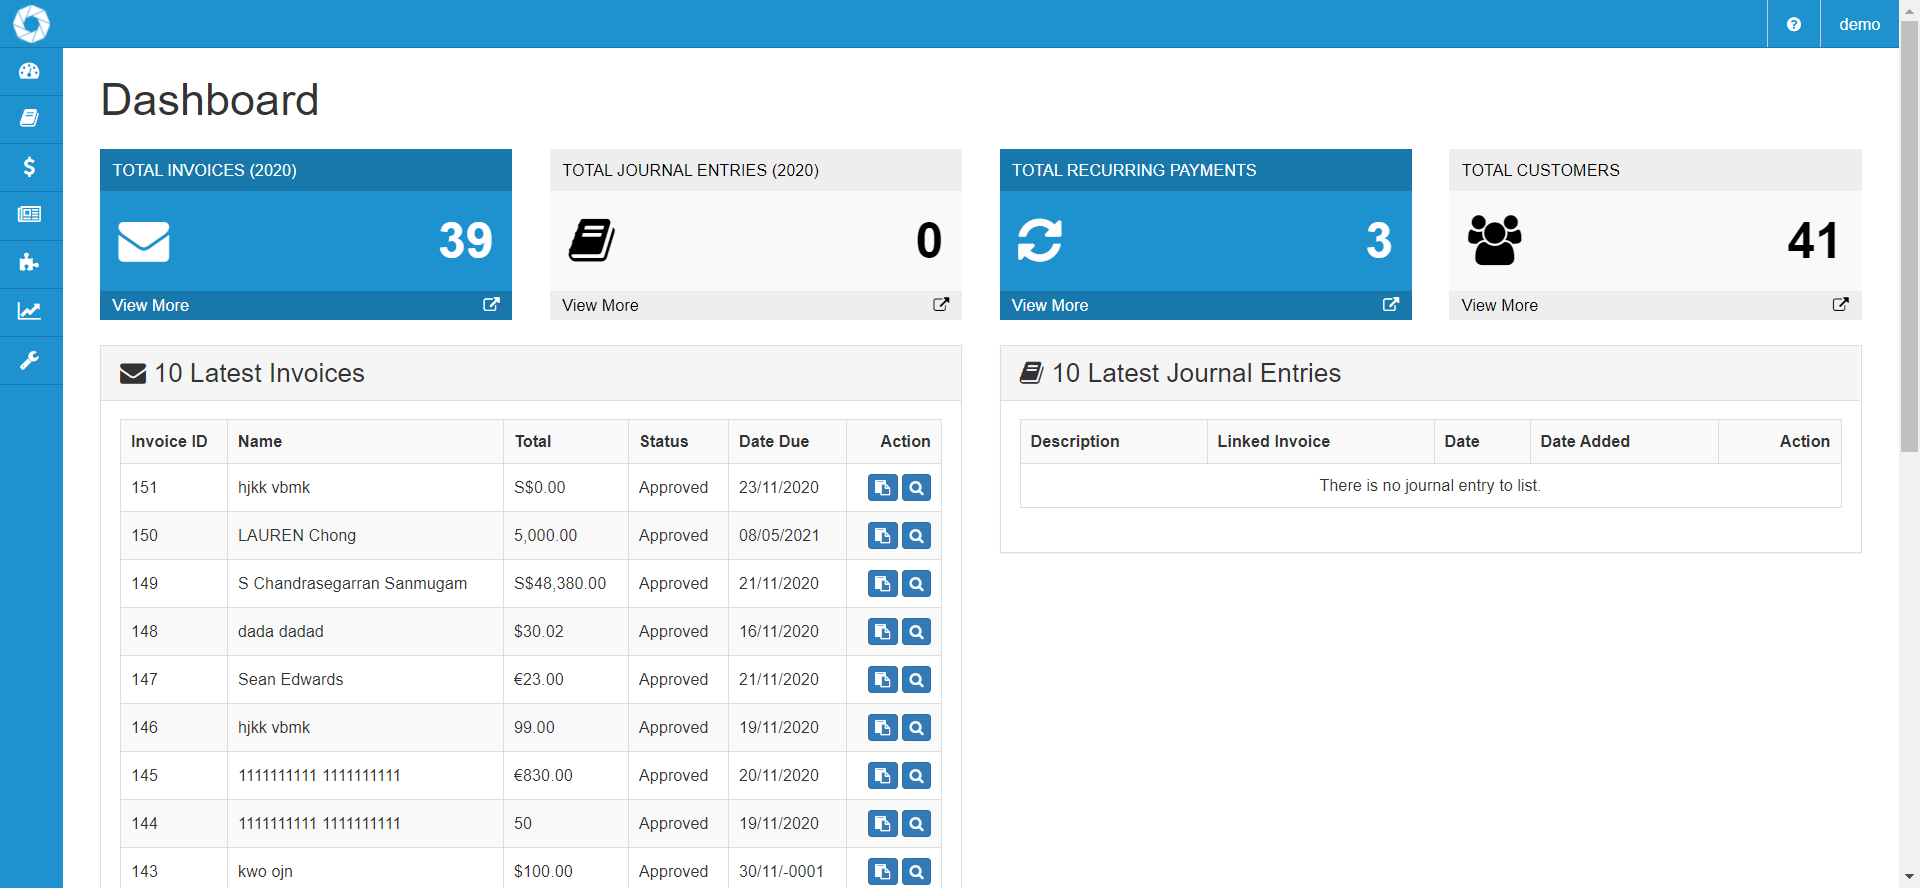 demo
Dashboard
TOTAL INVOICES (2020)
39
View More
TOTAL JOURNAL ENTRIES (2020)
0
View More
TOTAL RECURRING PAYMENTS
3
View More
TOTAL CUSTOMERS
41
View More
10 Latest Invoices
Invoice ID Name Total Status Date Due Action
151 hjkk vbmk S$0.00 Approved 23/11/2020
150 LAUREN Chong 5,000.00 Approved 08/05/2021
149 S Chandrasegarran Sanmugam S$48,380.00 Approved 21/11/2020
148 dada dadad $30.02 Approved 16/11/2020
147 Sean Edwards €23.00 Approved 21/11/2020
146 hjkk vbmk 99.00 Approved 19/11/2020
145 1111111111 1111111111 €830.00 Approved 20/11/2020
144 1111111111 1111111111 50 Approved 19/11/2020
143 kwo ojn $100.00 Approved 30/11/-0001
10 Latest Journal Entries
Description Linked Invoice Date Date Added Action
There is no journal entry to list.